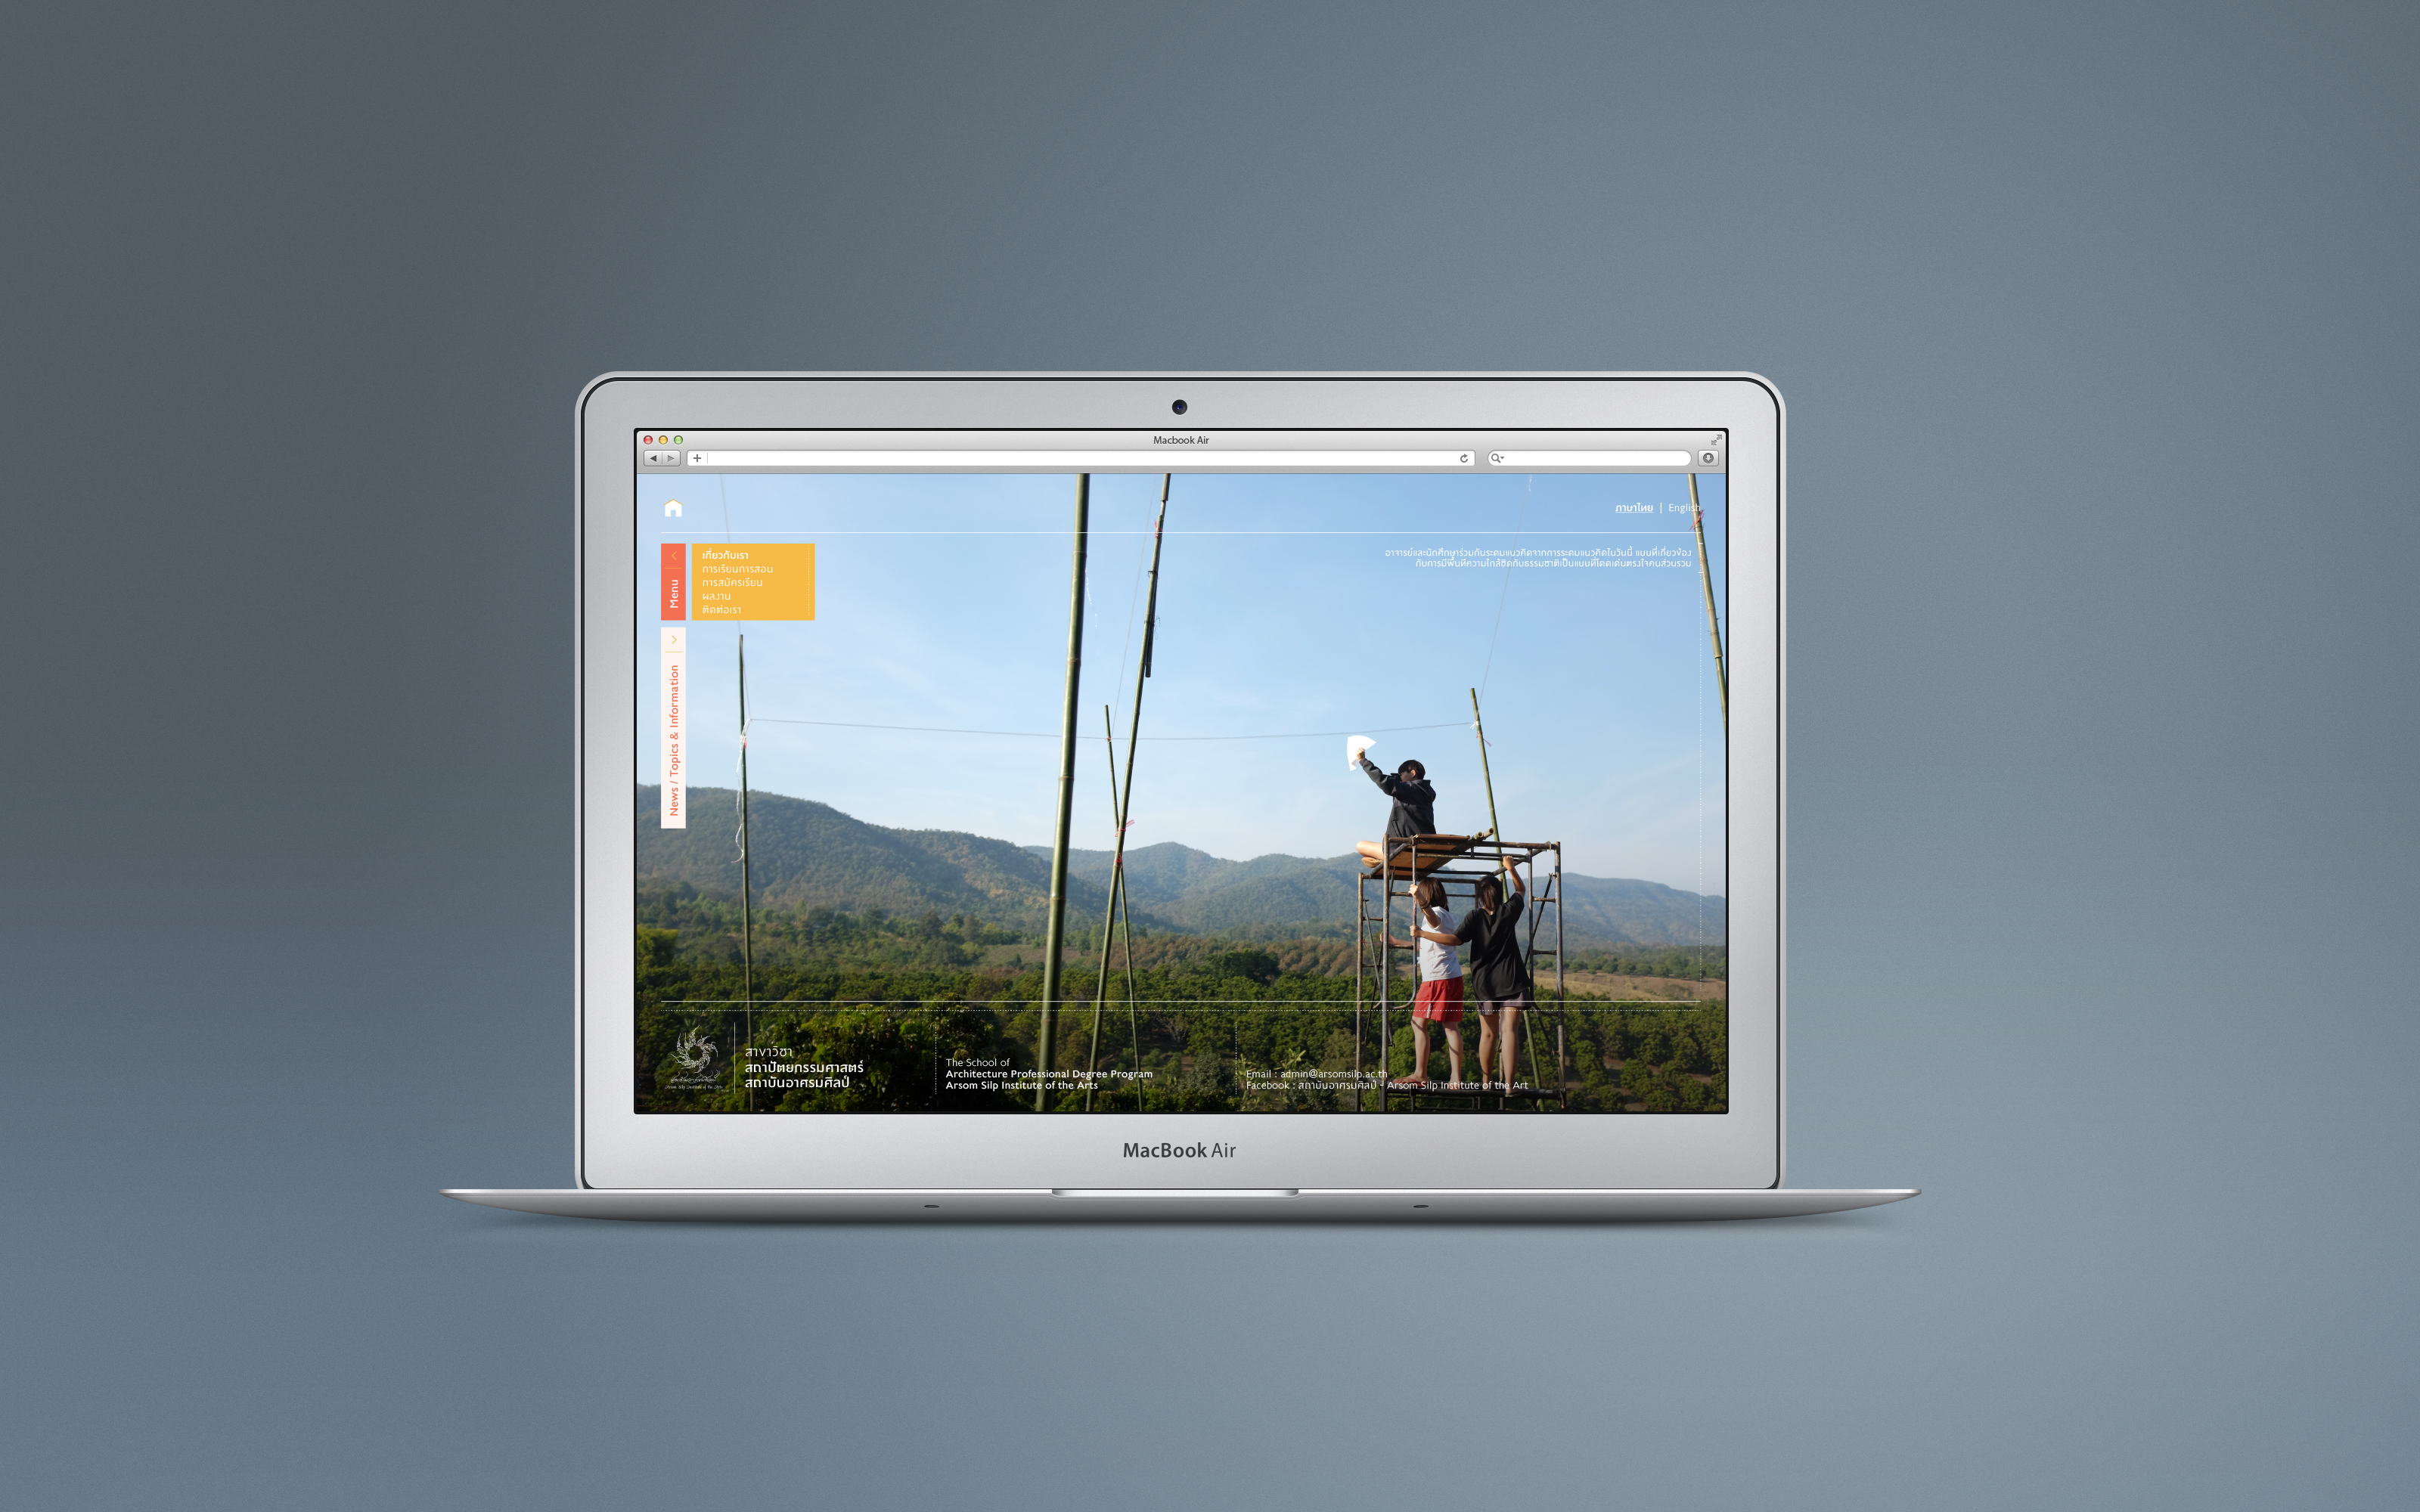 Macbook Air
ภาษาไทย | English
อาจารย์และนักศึกษาร่วมกันระดมแนวคิดจากการระดมแนวคิดในวันนี้ แบบที่เกี่ยวข้อง
กับการมีพื้นที่ความใกล้ชิดกับธรรมชาติเป็นแบบที่โดดเด่นตรงใจคนส่วนรวม
Menu
เกี่ยวกับเรา
การเรียนการสอน
การสมัครเรียน
ผลงาน
ติดต่อเรา
News / Topics & Information
สาขาวิชา
สถาปัตยกรรมศาสตร์
สถาบันอาศรมศิลป์
The School of
Architecture Professional Degree Program
Arsom Silp Institute of the Arts
Email : admin@arsomsilp.ac.th
Facebook : สถาบันอาศรมศิลป์ - Arsom Silp Institute of the Art
MacBook Air